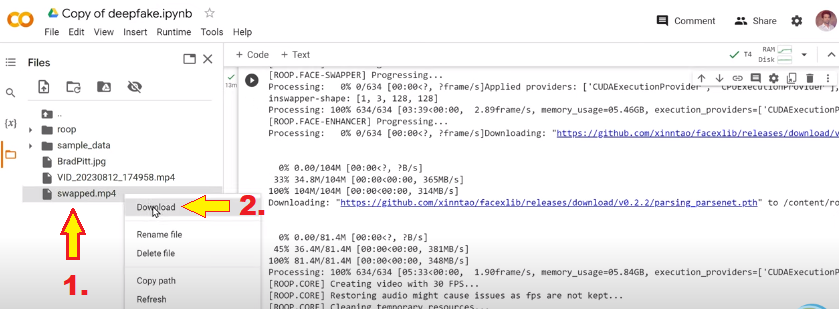 CO
Copy of deepfake.ipynb
File Edit View Insert Runtime Tools Help
Comment Share
Files
+ Code + Text
T4 RAM
Disk
13m
..
roop
sample_data
BradPitt.jpg
VID_20230812_174958.mp4
swapped.mp4
{x}
Download
Rename file
Delete file
Copy path
Refresh
1.
2.
[ROOP.FACE-SWAPPER] Progressing...
Processing: 0% 0/634 [00:00<?, ?frame/s]Applied providers: ['CUDAExecutionProvider', 'CPUExecutionProvider'],
inswapper-shape: [1, 3, 128, 128]
Processing: 100% 634/634 [03:39<00:00, 2.89frame/s, memory_usage=05.46GB, execution_providers=['CUDAExecution
[ROOP.FACE-ENHANCER] Progressing...
Processing: 0% 0/634 [00:00<?, ?frame/s]Downloading: "https://github.com/xinntao/facexlib/releases/download/v
0% 0.00/104M [00:00<?, ?B/s]
33% 34.8M/104M [00:00<00:00, 365MB/s]
100% 104M/104M [00:00<00:00, 314MB/s]
Downloading: "https://github.com/xinntao/facexlib/releases/download/v0.2.2/parsing_parsenet.pth" to /content/ro
0% 0.00/81.4M [00:00<?, ?B/s]
45% 36.4M/81.4M [00:00<00:00, 381MB/s]
100% 81.4M/81.4M [00:00<00:00, 348MB/s]
Processing: 100% 634/634 [05:33<00:00, 1.90frame/s, memory_usage=05.84GB, execution_providers=['CUDAExecution
[ROOP.CORE] Creating video with 30 FPS...
[ROOP.CORE] Restoring audio might cause issues as fps are not kept...
[ROOP.CORE] Cleaning temporary resources...